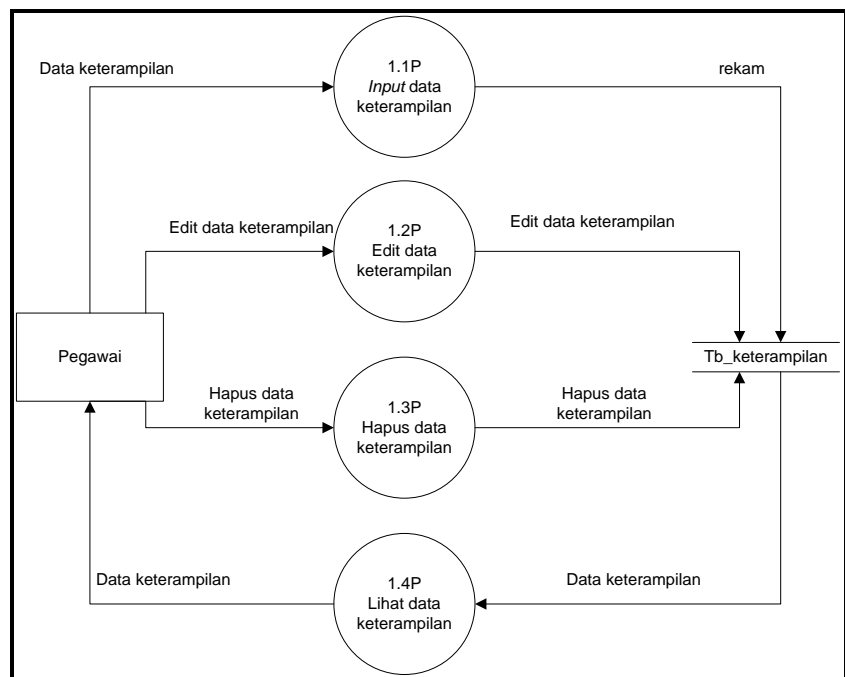 Data keterampilan
1.1P
Input data
keterampilan
rekam
Edit data keterampilan
1.2P
Edit data
keterampilan
Edit data keterampilan
Pegawai
Tb_keterampilan
Hapus data
keterampilan
1.3P
Hapus data
keterampilan
Hapus data
keterampilan
Data keterampilan
1.4P
Lihat data
keterampilan
Data keterampilan